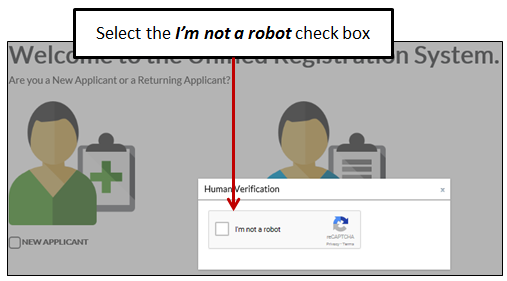 Select the I'm not a robot check box
Welcome to the Unified Registration System.
Are you a New Applicant or a Returning Applicant?
Human Verification
x
I'm not a robot
reCAPTCHA
Privacy - Terms
NEW APPLICANT